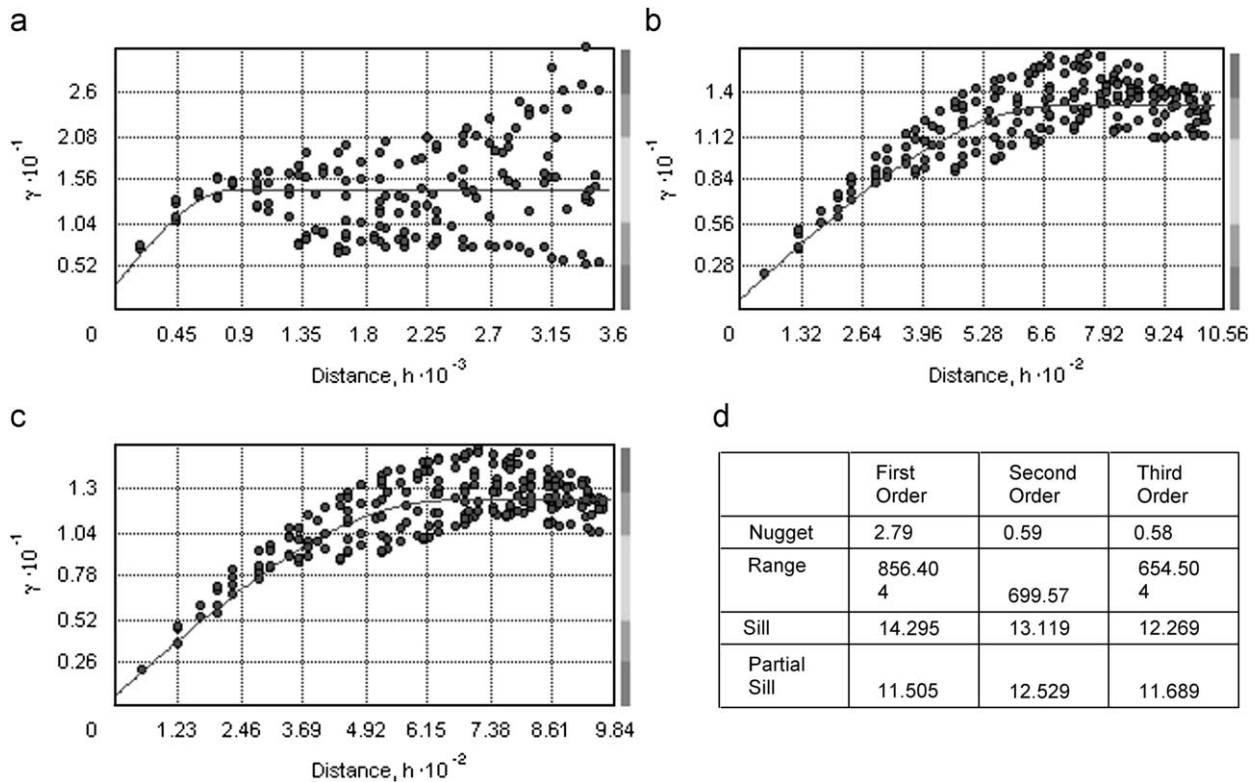 a
2.6
2.08
1.56
1.04
0.52
γ ·10⁻¹
0 0.45 0.9 1.35 1.8 2.25 2.7 3.15 3.6
Distance, h ·10⁻³
b
1.4
1.12
0.84
0.56
0.28
γ ·10⁻¹
0 1.32 2.64 3.96 5.28 6.6 7.92 9.24 10.56
Distance, h ·10⁻²
c
1.3
1.04
0.78
0.52
0.26
γ ·10⁻¹
0 1.23 2.46 3.69 4.92 6.15 7.38 8.61 9.84
Distance, h ·10⁻²
d
First Second Third
Order Order Order
Nugget 2.79 0.59 0.58
Range 856.40 654.50
4 699.57 4
Sill 14.295 13.119 12.269
Partial
Sill 11.505 12.529 11.689